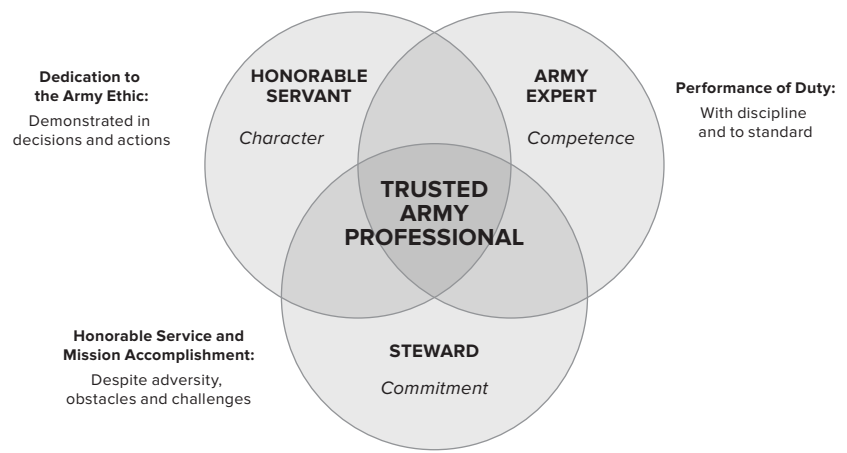 Dedication to
the Army Ethic:
Demonstrated in
decisions and actions
HONORABLE
SERVANT
Character
ARMY
EXPERT
Competence
Performance of Duty:
With discipline
and to standard
TRUSTED
ARMY
PROFESSIONAL
Honorable Service and
Mission Accomplishment:
Despite adversity,
obstacles and challenges
STEWARD
Commitment